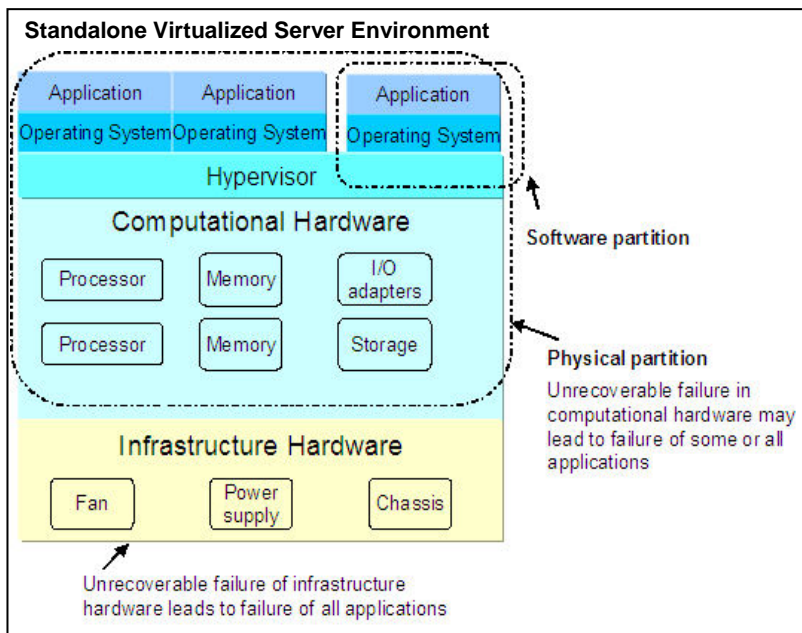 Standalone Virtualized Server Environment
Application Application Application
Operating System Operating System Operating System
Hypervisor
Computational Hardware
Processor Memory I/O
adapters
Processor Memory Storage
Software partition
Physical partition
Unrecoverable failure in
computational hardware may
lead to failure of some or all
applications
Infrastructure Hardware
Fan Power
supply Chassis
Unrecoverable failure of infrastructure
hardware leads to failure of all applications